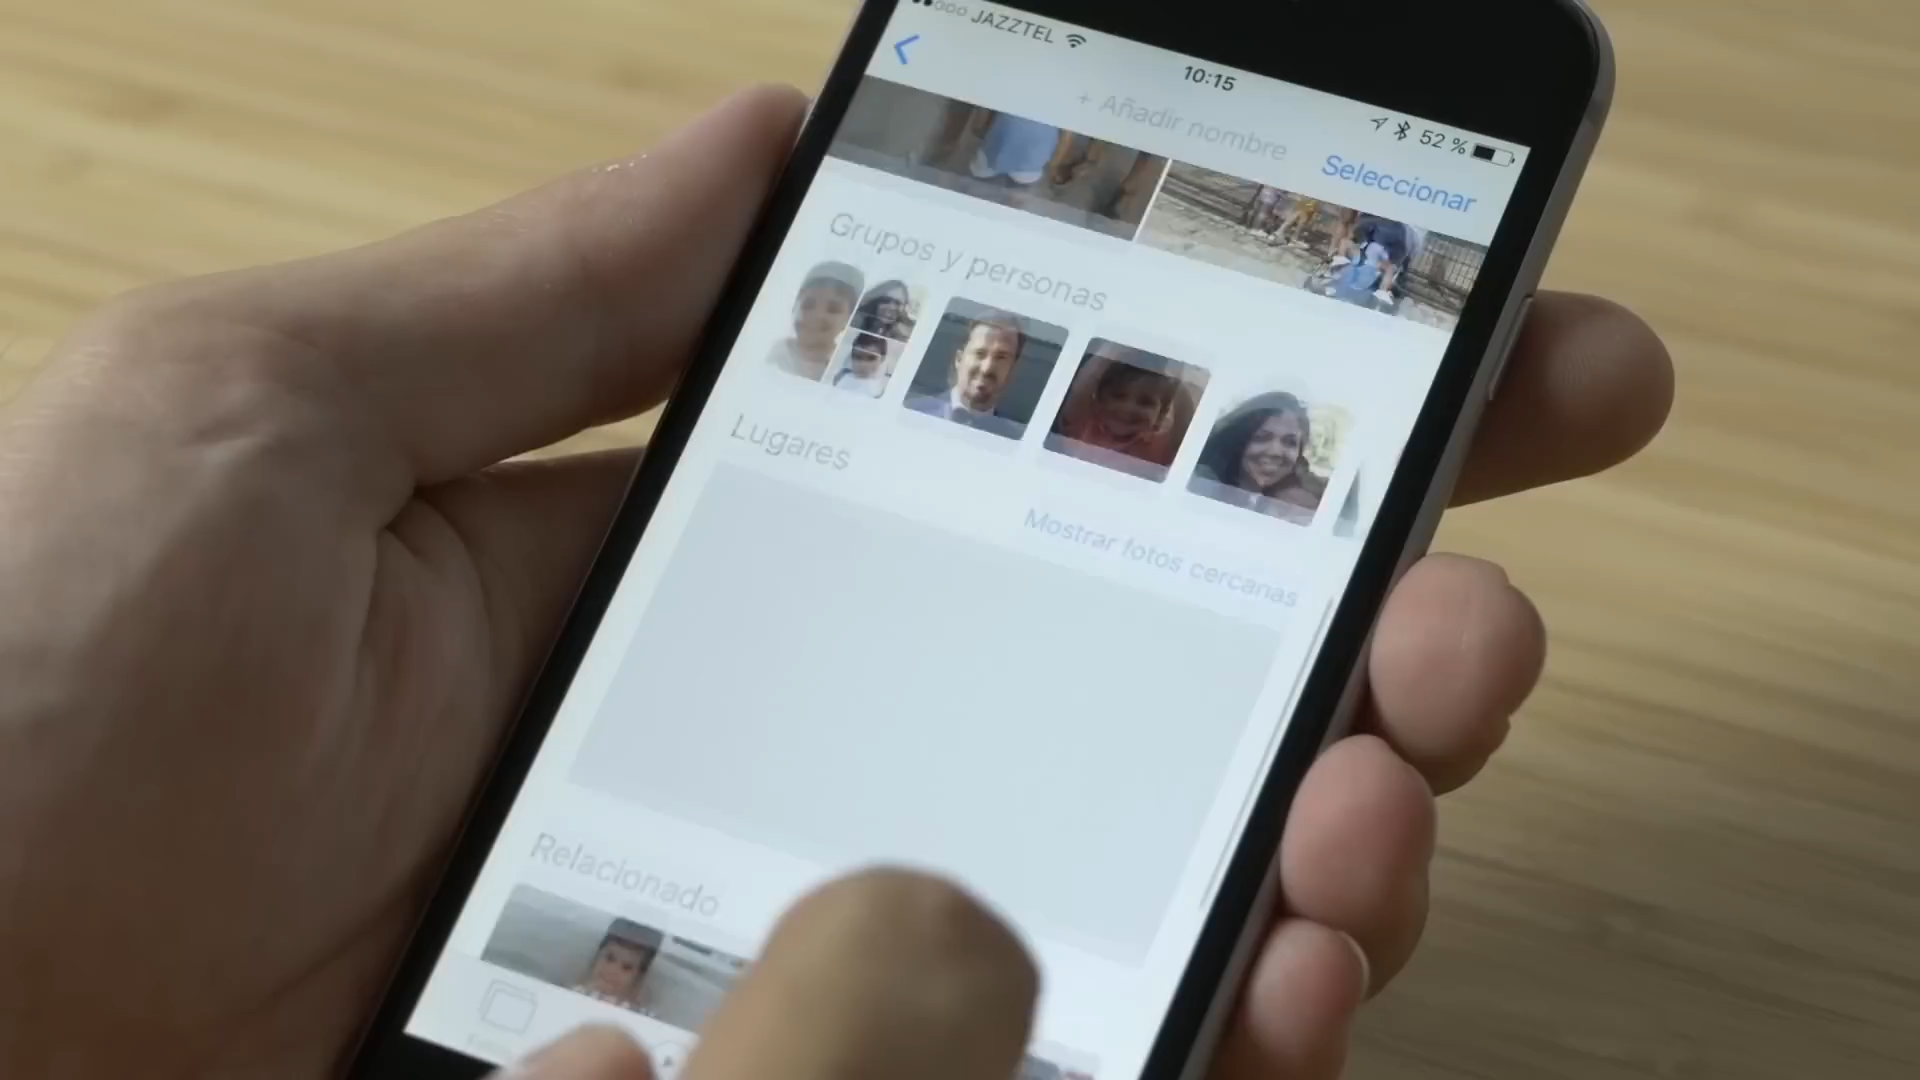 JAZZTEL
10:15
52 %
+ Añadir nombre
Seleccionar
Grupos y personas
Lugares
Mostrar fotos cercanas
Relacionado